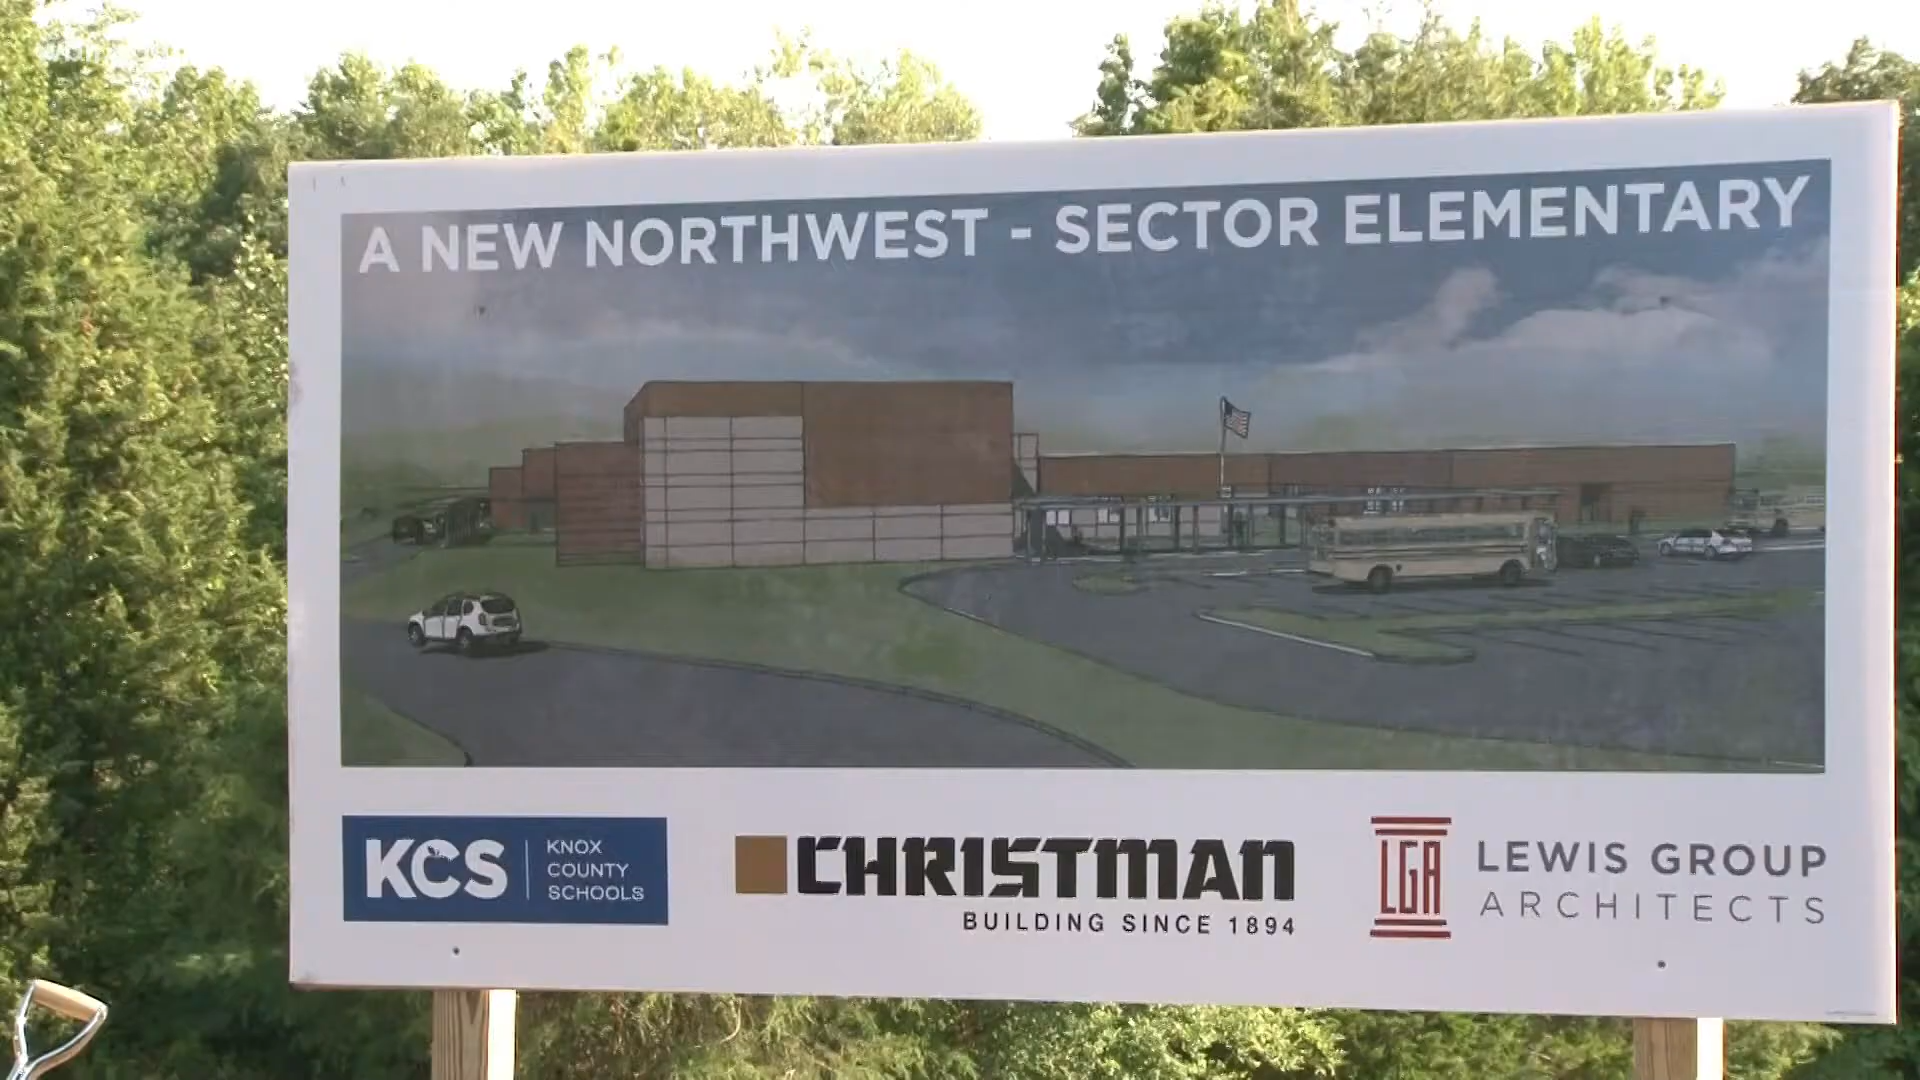 A NEW NORTHWEST - SECTOR ELEMENTARY
KCS
KNOX
COUNTY
SCHOOLS
CHRISTMAN
BUILDING SINCE 1894
LGA
LEWIS GROUP
ARCHITECTS